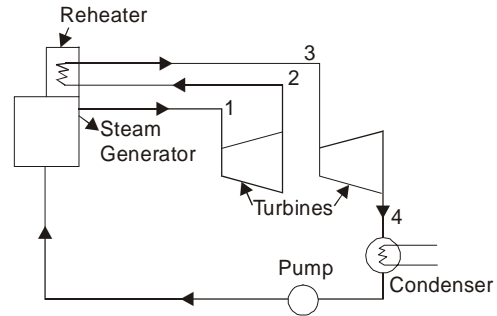 Reheater
3
2
1
Steam
Generator
Turbines
4
Pump
Condenser